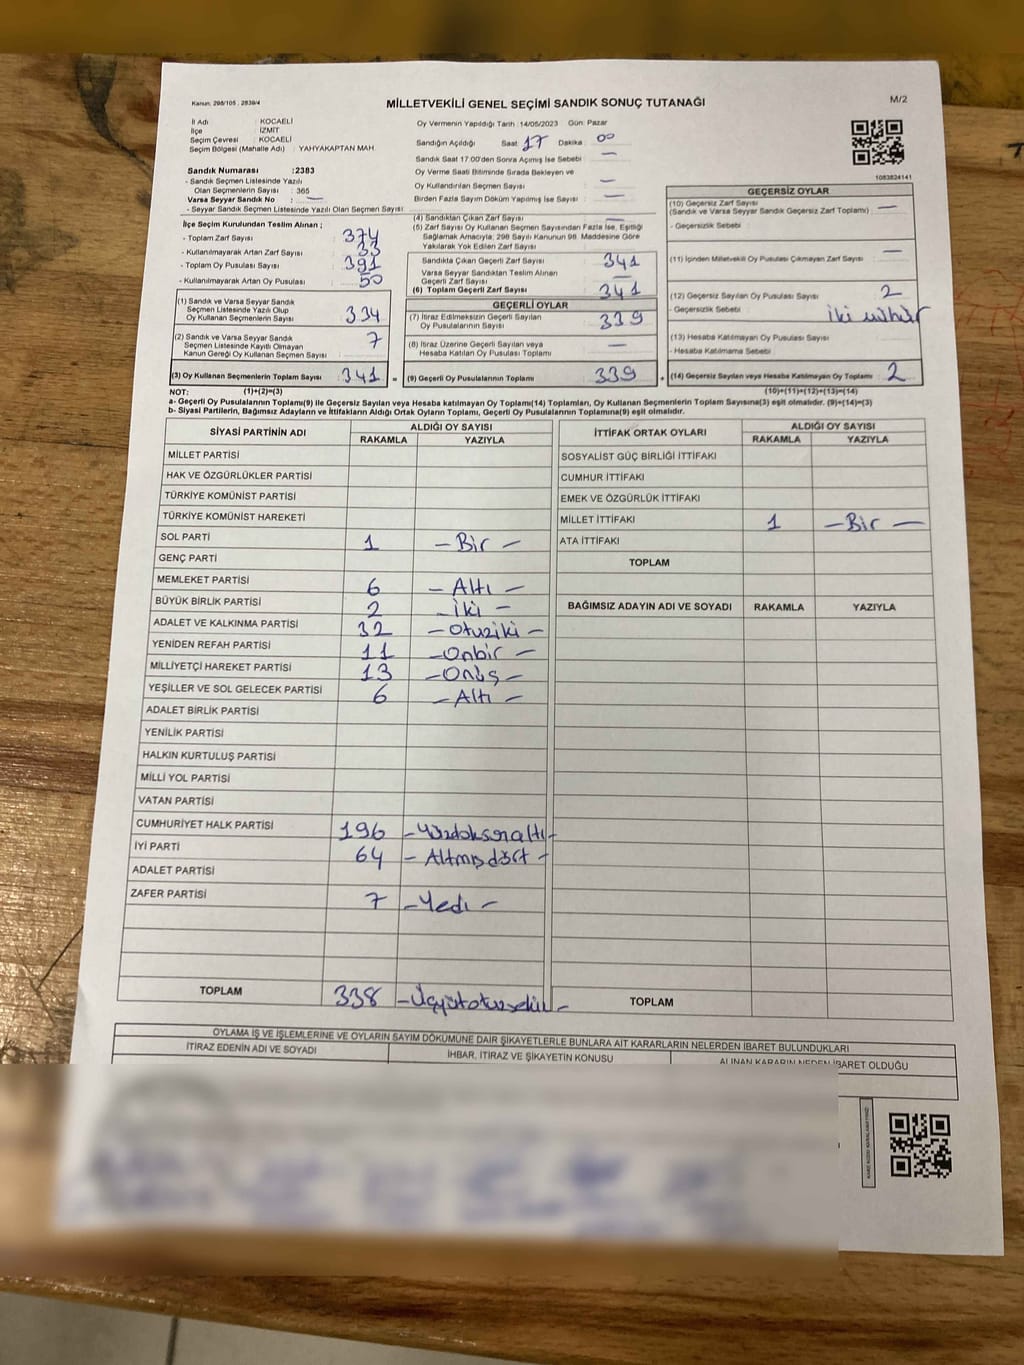 Kanun: 298/105 ; 2839/4
MİLLETVEKİLİ GENEL SEÇİMİ SANDIK SONUÇ TUTANAĞI
M/2
İl Adı : KOCAELİ
İlçe : İZMİT
Seçim Çevresi : KOCAELİ
Seçim Bölgesi (Mahalle Adı) : YAHYAKAPTAN MAH.
Sandık Numarası : 2383
- Sandık Seçmen Listesinde Yazılı
Olan Seçmenlerin Sayısı : 365
Varsa Seyyar Sandık No : —
- Seyyar Sandık Seçmen Listesinde Yazılı Olan Seçmen Sayısı
Oy Vermenin Yapıldığı Tarih : 14/05/2023 Gün: Pazar
Sandığın Açıldığı Saat 17 Dakika 00
Sandık Saat 17.00'den Sonra Açılmış İse Sebebi —
Oy Verme Saati Bitiminde Sırada Bekleyen ve
Oy Kullandırılan Seçmen Sayısı —
Birden Fazla Sayım Döküm Yapılmış İse Sayısı —
1083824141
İlçe Seçim Kurulundan Teslim Alınan ;
- Toplam Zarf Sayısı 374
- Kullanılmayarak Artan Zarf Sayısı 33
- Toplam Oy Pusulası Sayısı 391
- Kullanılmayarak Artan Oy Pusulası 50
(1) Sandık ve Varsa Seyyar Sandık
Seçmen Listesinde Yazılı Olup
Oy Kullanan Seçmenlerin Sayısı 334
(2) Sandık ve Varsa Seyyar Sandık
Seçmen Listesinde Kayıtlı Olmayan
Kanun Gereği Oy Kullanan Seçmen Sayısı 7
(3) Oy Kullanan Seçmenlerin Toplam Sayısı 341 =
(4) Sandıktan Çıkan Zarf Sayısı —
(5) Zarf Sayısı Oy Kullanan Seçmen Sayısından Fazla İse, Eşitliği
Sağlamak Amacıyla; 298 Sayılı Kanunun 98. Maddesine Göre
Yakılarak Yok Edilen Zarf Sayısı
Sandıkta Çıkan Geçerli Zarf Sayısı 341
Varsa Seyyar Sandıktan Teslim Alınan
Geçerli Zarf Sayısı —
(6) Toplam Geçerli Zarf Sayısı 341
GEÇERLİ OYLAR
(7) İtiraz Edilmeksizin Geçerli Sayılan
Oy Pusulalarının Sayısı 339
(8) İtiraz Üzerine Geçerli Sayılan veya
Hesaba Katılan Oy Pusulası Toplamı —
(9) Geçerli Oy Pusulalarının Toplamı 339 +
GEÇERSİZ OYLAR
(10) Geçersiz Zarf Sayısı
(Sandık ve Varsa Seyyar Sandık Geçersiz Zarf Toplamı) —
- Geçersizlik Sebebi
(11) İçinden Milletvekili Oy Pusulası Çıkmayan Zarf Sayısı —
(12) Geçersiz Sayılan Oy Pusulası Sayısı 2
- Geçersizlik Sebebi iki mühür
(13) Hesaba Katılmayan Oy Pusulası Sayısı
- Hesaba Katılmama Sebebi
(14) Geçersiz Sayılan veya Hesaba Katılmayan Oy Toplamı 2
NOT: (1)+(2)=(3) (10)+(11)+(12)+(13)=(14)
a- Geçerli Oy Pusulalarının Toplamı(9) ile Geçersiz Sayılan veya Hesaba katılmayan Oy Toplamı(14) Toplamları, Oy Kullanan Seçmenlerin Toplam Sayısına(3) eşit olmalıdır. (9)+(14)=(3)
b- Siyasi Partilerin, Bağımsız Adayların ve İttifakların Aldığı Ortak Oyların Toplamı, Geçerli Oy Pusulalarının Toplamına(9) eşit olmalıdır.
SİYASİ PARTİNİN ADI ALDIĞI OY SAYISI
RAKAMLA YAZIYLA
MİLLET PARTİSİ
HAK VE ÖZGÜRLÜKLER PARTİSİ
TÜRKİYE KOMÜNİST PARTİSİ
TÜRKİYE KOMÜNİST HAREKETİ
SOL PARTİ 1 – Bir –
GENÇ PARTİ
MEMLEKET PARTİSİ 6 – Altı –
BÜYÜK BİRLİK PARTİSİ 2 – iki –
ADALET VE KALKINMA PARTİSİ 32 – Otuziki –
YENİDEN REFAH PARTİSİ 11 – Onbir –
MİLLİYETÇİ HAREKET PARTİSİ 13 – Onüş –
YEŞİLLER VE SOL GELECEK PARTİSİ 6 – Altı –
ADALET BİRLİK PARTİSİ
YENİLİK PARTİSİ
HALKIN KURTULUŞ PARTİSİ
MİLLİ YOL PARTİSİ
VATAN PARTİSİ
CUMHURİYET HALK PARTİSİ 196 – Yüzdoksanaltı –
İYİ PARTİ 64 – Altmışdört –
ADALET PARTİSİ
ZAFER PARTİSİ 7 – Yedi –
TOPLAM 338
İTTİFAK ORTAK OYLARI ALDIĞI OY SAYISI
RAKAMLA YAZIYLA
SOSYALİST GÜÇ BİRLİĞİ İTTİFAKI
CUMHUR İTTİFAKI
EMEK VE ÖZGÜRLÜK İTTİFAKI
MİLLET İTTİFAKI 1 – Bir –
ATA İTTİFAKI
TOPLAM
BAĞIMSIZ ADAYIN ADI VE SOYADI RAKAMLA YAZIYLA
TOPLAM
OYLAMA İŞ VE İŞLEMLERİNE VE OYLARIN SAYIM DÖKÜMÜNE DAİR ŞİKAYETLERLE BUNLARA AİT KARARLARIN NELERDEN İBARET BULUNDUKLARI
İTİRAZ EDENİN ADI VE SOYADI İHBAR, İTİRAZ VE ŞİKAYETİN KONUSU ALINAN KARARIN NEDEN İBARET OLDUĞU